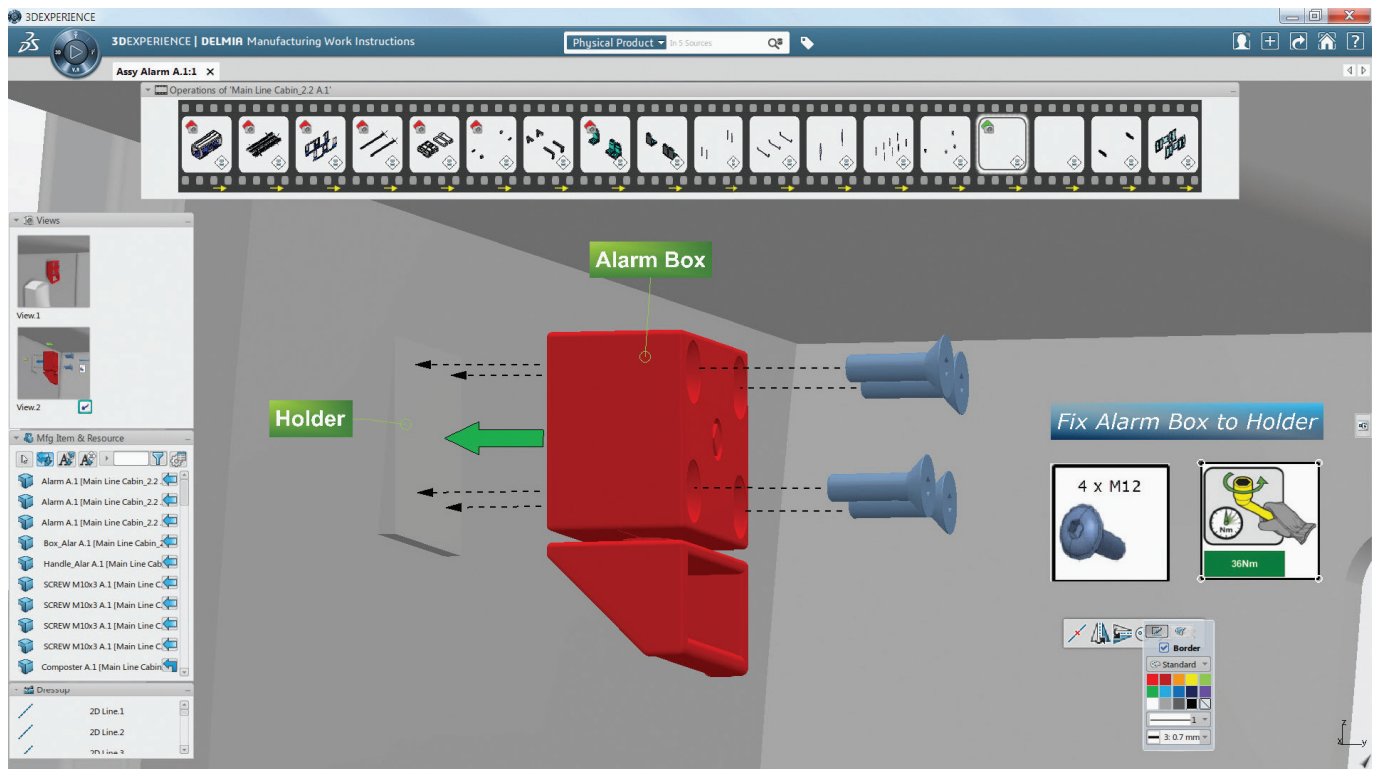 3DEXPERIENCE
3DEXPERIENCE | DELMIA Manufacturing Work Instructions
Physical Product
In 5 Sources
Assy Alarm A.1:1
Operations of 'Main Line Cabin_2.2 A.1'
Views
View.1
View.2
Mfg Item & Resource
Alarm A.1 [Main Line Cabin_2.2
Alarm A.1 [Main Line Cabin_2.2
Alarm A.1 [Main Line Cabin_2.2
Box_Alar A.1 [Main Line Cabin_
Handle_Alar A.1 [Main Line Cab
SCREW M10x3 A.1 [Main Line C
SCREW M10x3 A.1 [Main Line C
SCREW M10x3 A.1 [Main Line C
SCREW M10x3 A.1 [Main Line C
Composter A.1 [Main Line Cabin
Dressup
2D Line.1
2D Line.2
2D Line.3
Alarm Box
Holder
Fix Alarm Box to Holder
4 x M12
Nm
36Nm
Border
Standard
1
3: 0.7 mm
z
x
y